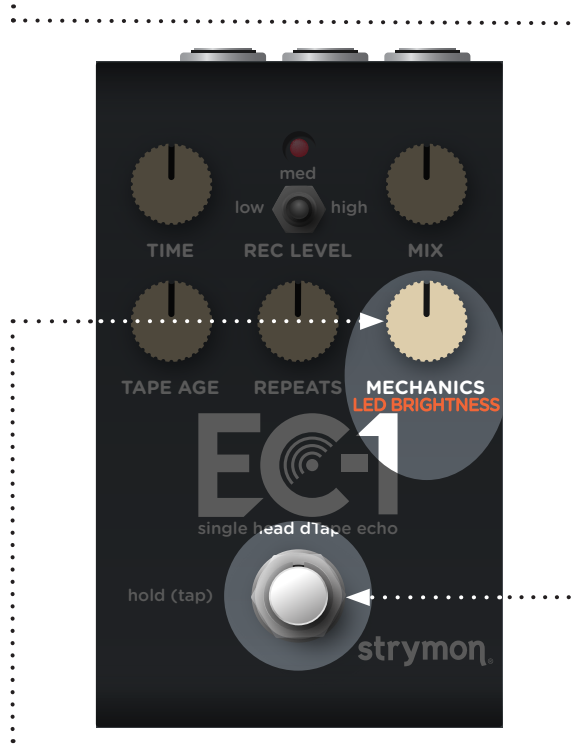 med
low high
TIME REC LEVEL MIX
TAPE AGE REPEATS MECHANICS
LED BRIGHTNESS
EC-1
single head dTape echo
hold (tap)
strymon®